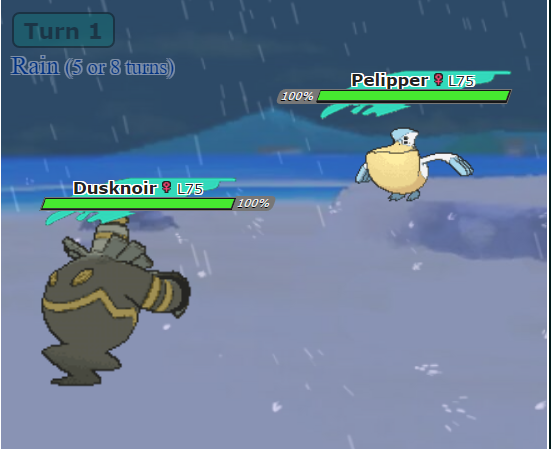 Turn 1
Rain (5 or 8 turns)
Pelipper L75
100%
Dusknoir L75
100%